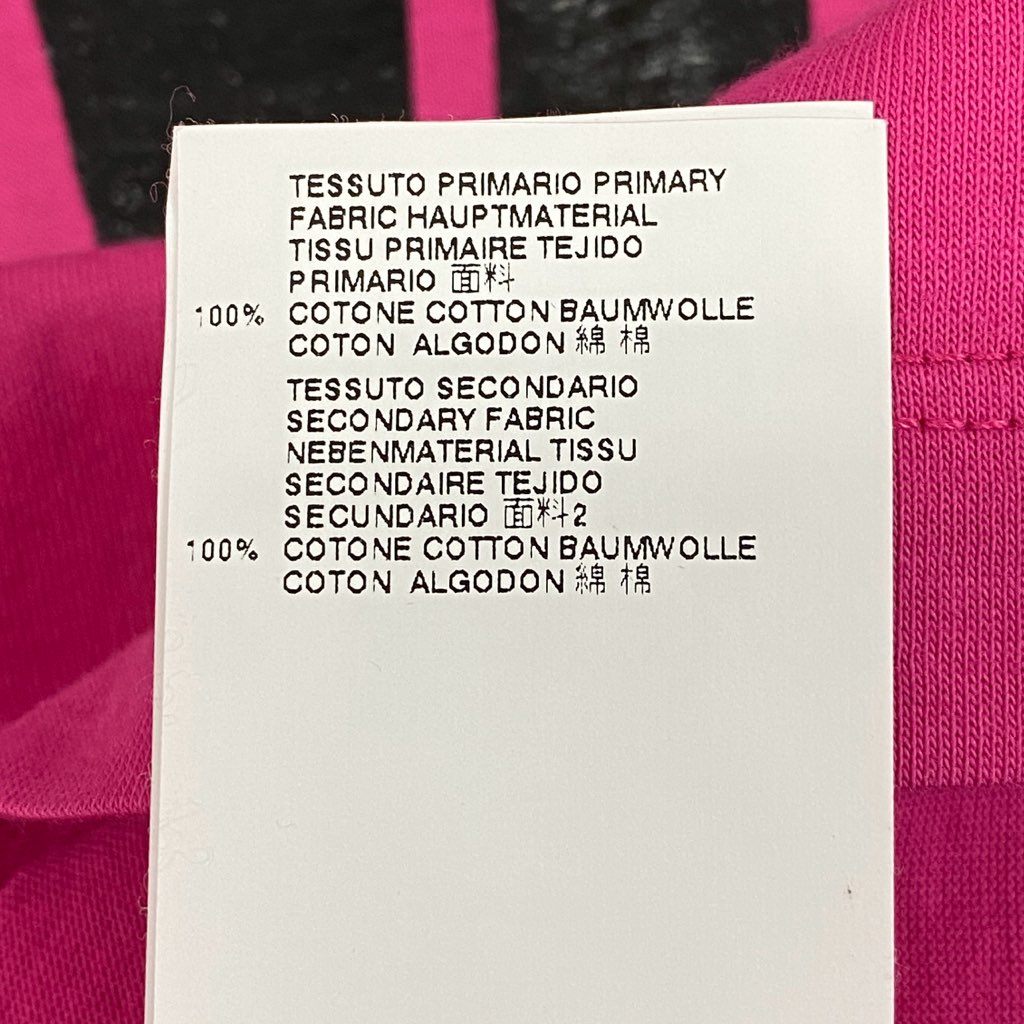 TESSUTO PRIMARIO PRIMARY
FABRIC HAUPTMATERIAL
TISSU PRIMAIRE TEJIDO
PRIMARIO 面料
100% COTONE COTTON BAUMWOLLE
COTON ALGODON 綿 棉
TESSUTO SECONDARIO
SECONDARY FABRIC
NEBENMATERIAL TISSU
SECONDAIRE TEJIDO
SECUNDARIO 面料2
100% COTONE COTTON BAUMWOLLE
COTON ALGODON 綿 棉